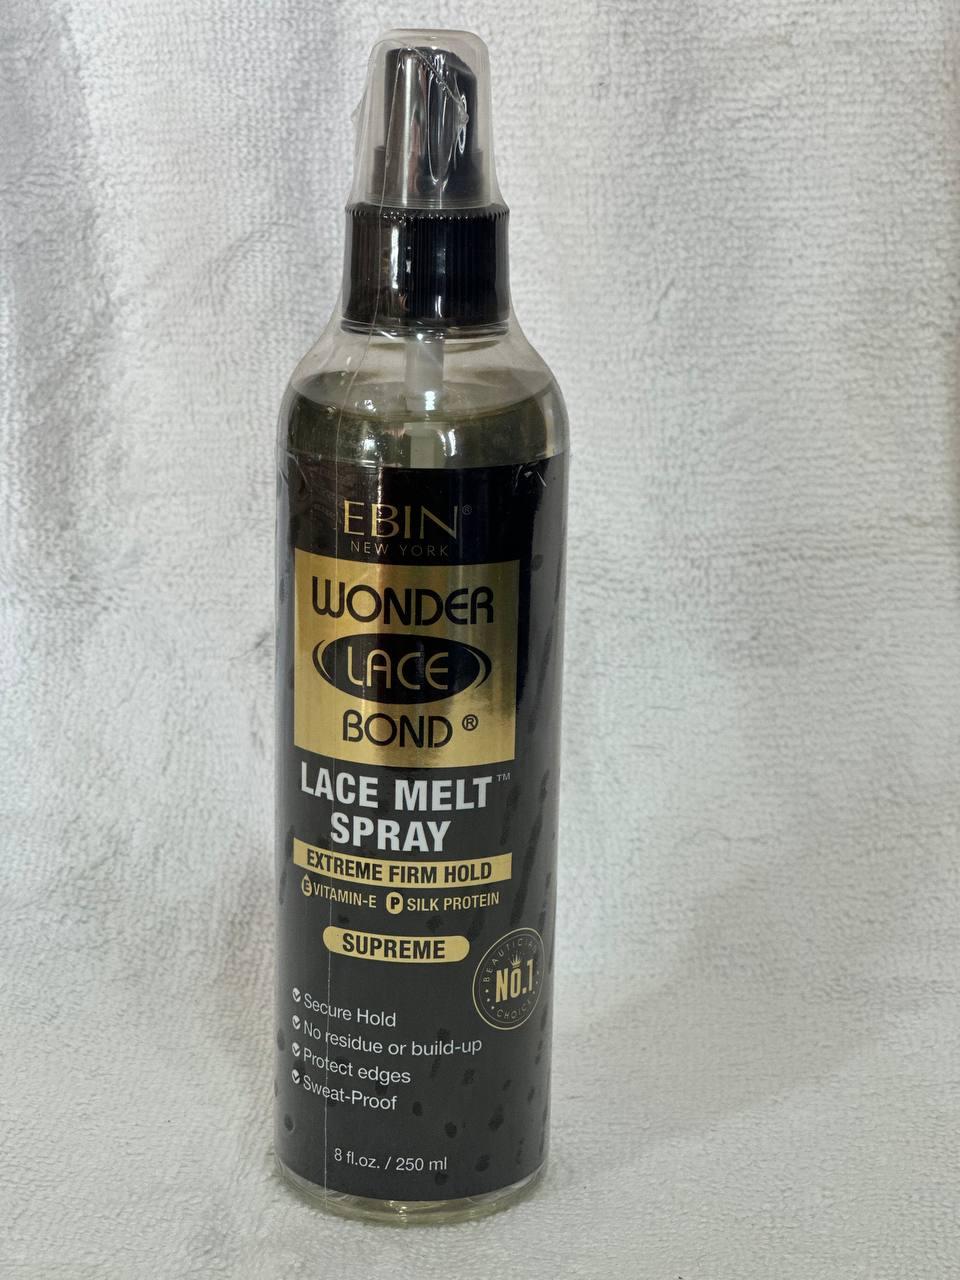 EBIN®
NEW YORK
WONDER
LACE
BOND®
LACE MELT™
SPRAY
EXTREME FIRM HOLD
E VITAMIN-E P SILK PROTEIN
SUPREME
BEAUTICIAN
NO.1
CHOICE
Secure Hold
No residue or build-up
Protect edges
Sweat-Proof
8 fl.oz. / 250 ml